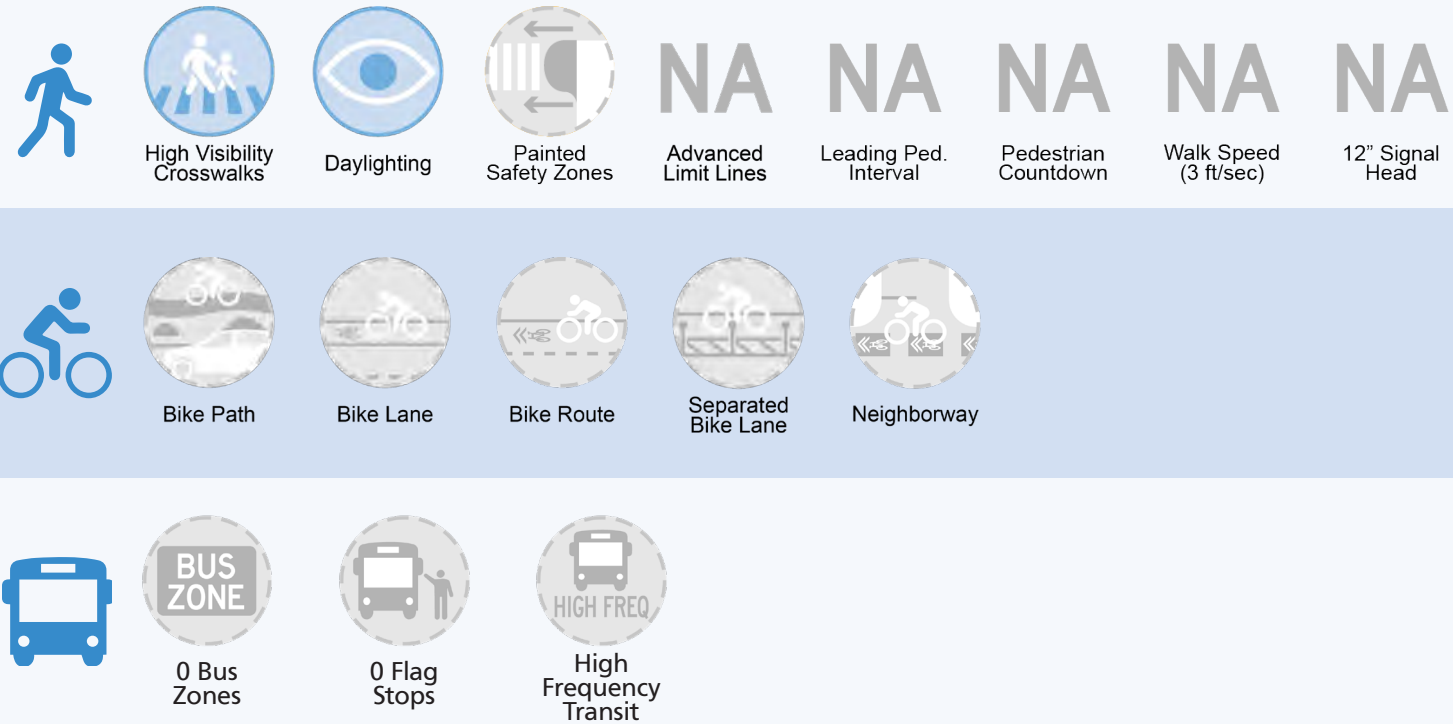 NA NA NA NA NA
High Visibility
Crosswalks
Daylighting
Painted
Safety Zones
Advanced
Limit Lines
Leading Ped.
Interval
Pedestrian
Countdown
Walk Speed
(3 ft/sec)
12” Signal
Head
Bike Path
Bike Lane
Bike Route
Separated
Bike Lane
Neighborway
BUS
ZONE
HIGH FREQ
0 Bus
Zones
0 Flag
Stops
High
Frequency
Transit